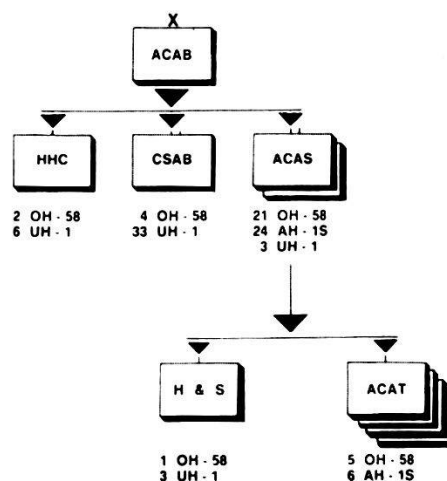 X
ACAB
HHC
2 OH - 58
6 UH - 1
CSAB
4 OH - 58
33 UH - 1
ACAS
21 OH - 58
24 AH - 1S
3 UH - 1
H & S
1 OH - 58
3 UH - 1
ACAT
5 OH - 58
6 AH - 1S